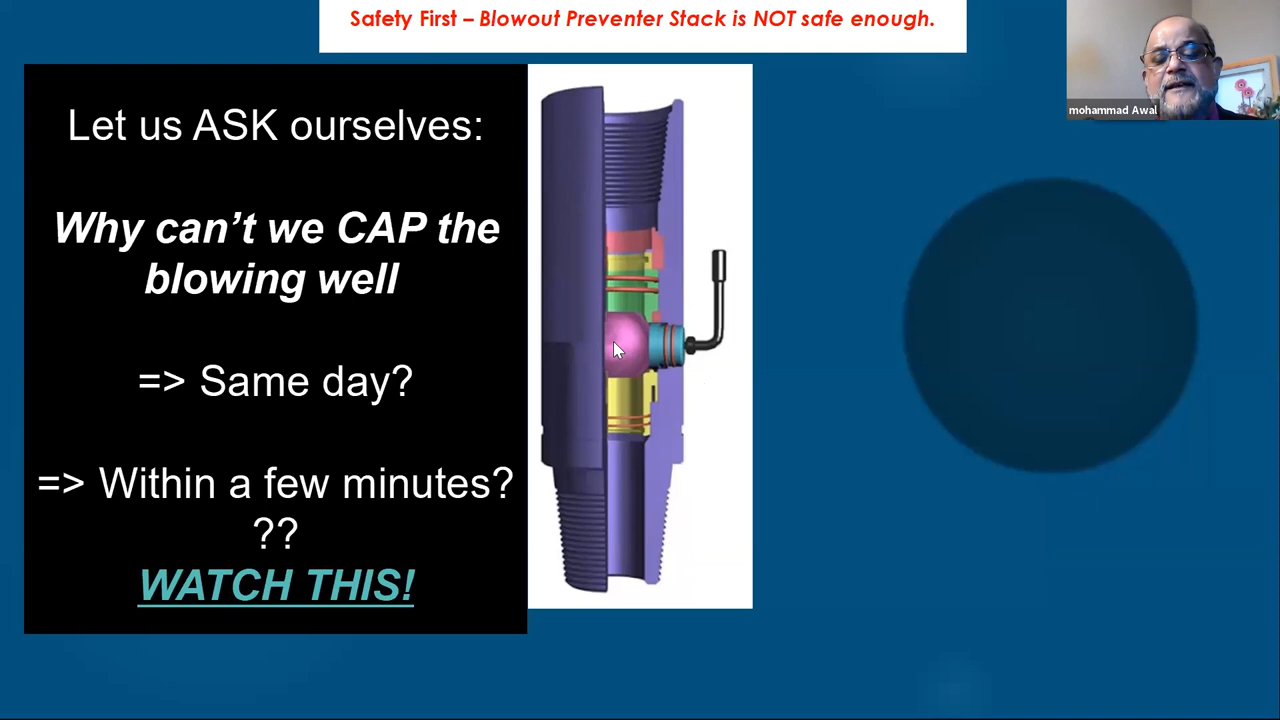 Safety First – Blowout Preventer Stack is NOT safe enough.
mohammad Awal
Let us ASK ourselves:
Why can’t we CAP the
blowing well
=> Same day?
=> Within a few minutes?
??
WATCH THIS!